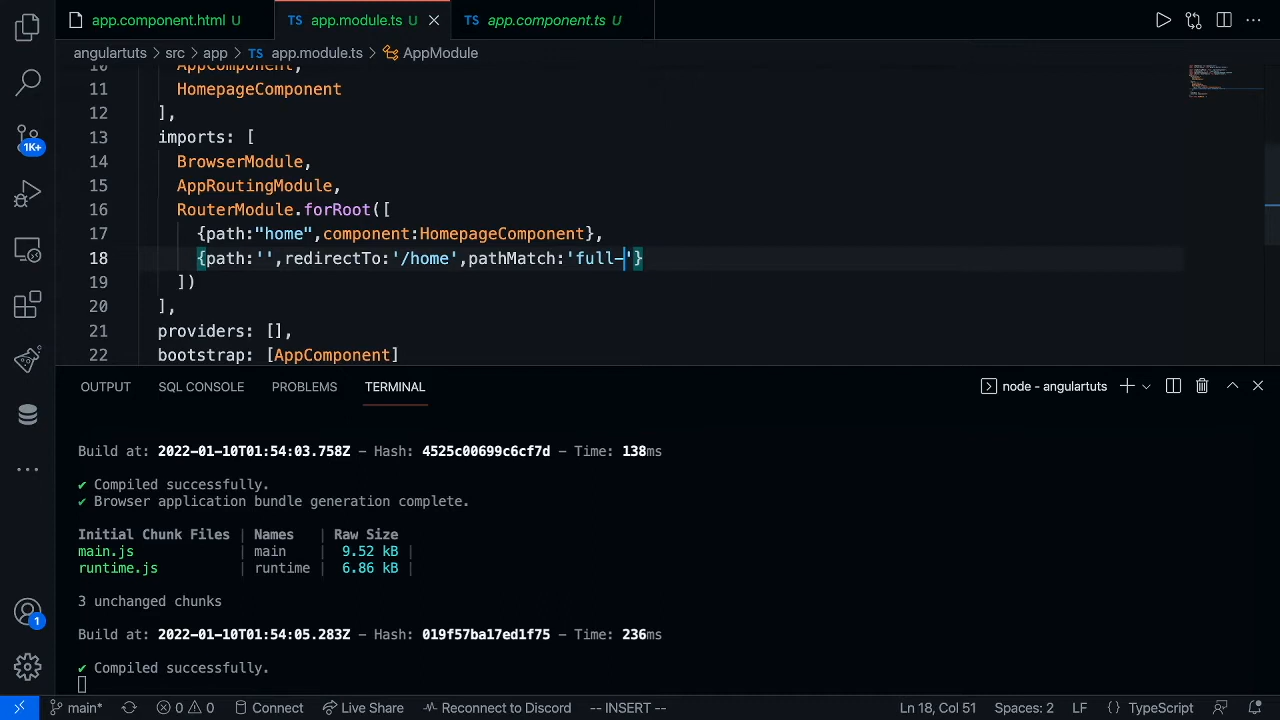 app.component.html U
TS app.module.ts U
TS app.component.ts U
angulartuts > src > app > TS app.module.ts > AppModule
10 AppComponent,
11 HomepageComponent
12 ],
13 imports: [
14 BrowserModule,
15 AppRoutingModule,
16 RouterModule.forRoot([
17 {path:"home",component:HomepageComponent},
18 {path:'',redirectTo:'/home',pathMatch:'full-'}
19 ])
20 ],
21 providers: [],
22 bootstrap: [AppComponent]
1K+
OUTPUT SQL CONSOLE PROBLEMS TERMINAL
node - angulartuts
Build at: 2022-01-10T01:54:03.758Z - Hash: 4525c00699c6cf7d - Time: 138ms
✔ Compiled successfully.
✔ Browser application bundle generation complete.
Initial Chunk Files | Names | Raw Size
main.js | main | 9.52 kB |
runtime.js | runtime | 6.86 kB |
3 unchanged chunks
Build at: 2022-01-10T01:54:05.283Z - Hash: 019f57ba17ed1f75 - Time: 236ms
✔ Compiled successfully.
1
main* 0 0 Connect Live Share Reconnect to Discord -- INSERT -- Ln 18, Col 51 Spaces: 2 LF {} TypeScript